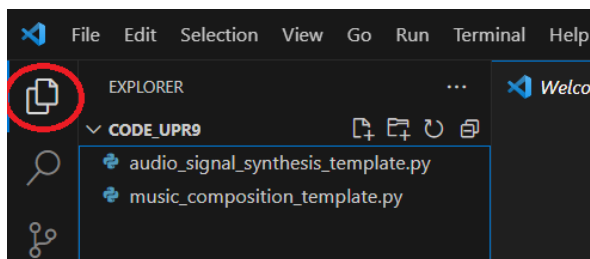 File Edit Selection View Go Run Terminal Help
EXPLORER
Welco
CODE_UPR9
audio_signal_synthesis_template.py
music_composition_template.py